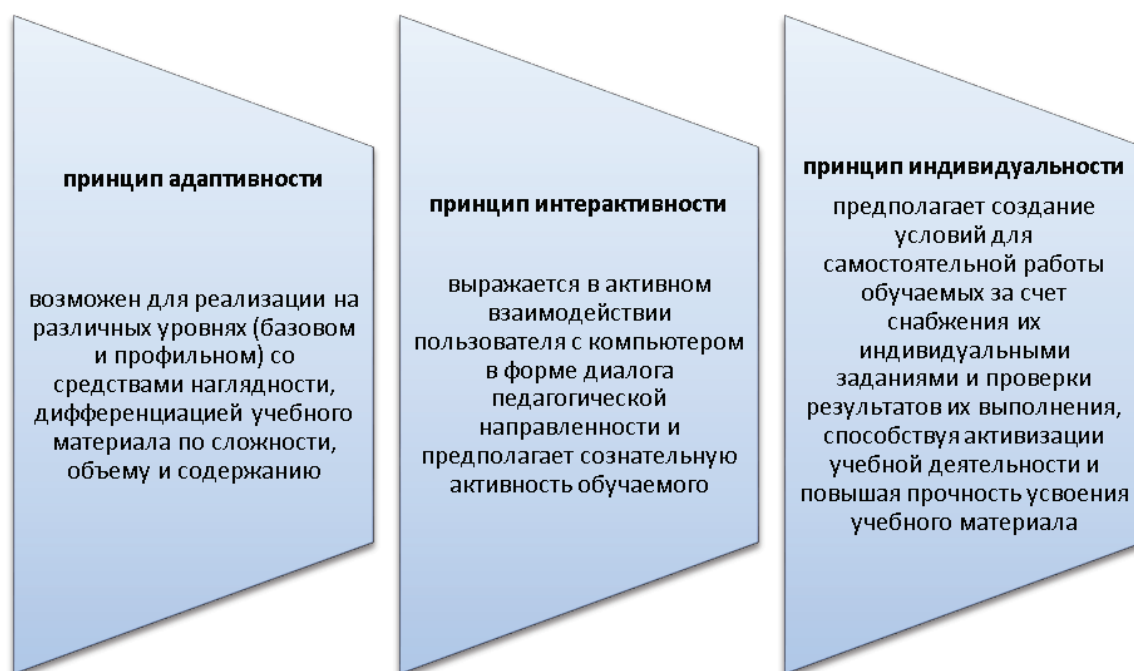 принцип адаптивности
возможен для реализации на
различных уровнях (базовом
и профильном) со
средствами наглядности,
дифференциацией учебного
материала по сложности,
объему и содержанию
принцип интерактивности
выражается в активном
взаимодействии
пользователя с компьютером
в форме диалога
педагогической
направленности и
предполагает сознательную
активность обучаемого
принцип индивидуальности
предполагает создание
условий для
самостоятельной работы
обучаемых за счет
снабжения их
индивидуальными
заданиями и проверки
результатов их выполнения,
способствуя активизации
учебной деятельности и
повышая прочность усвоения
учебного материала